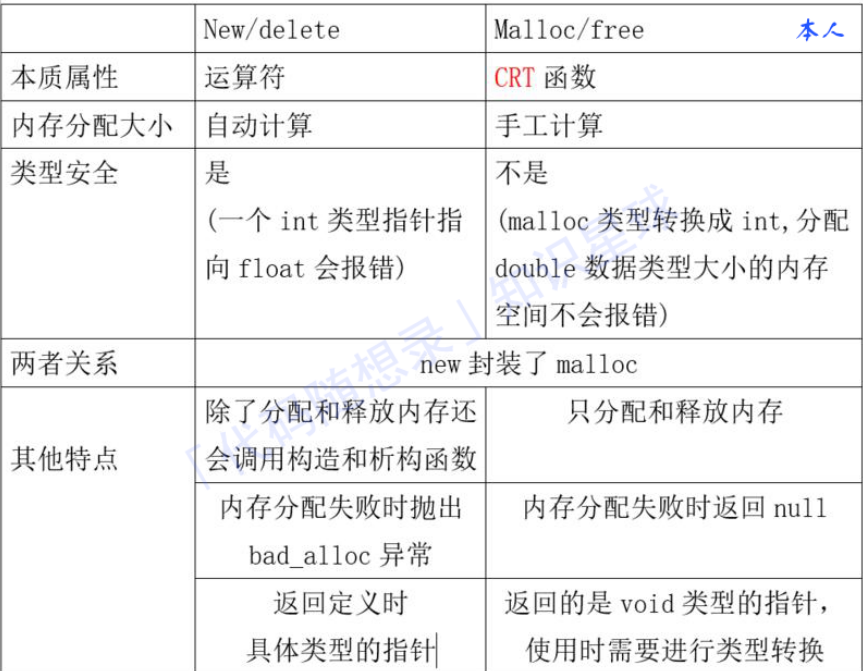 New/delete
Malloc/free
本人
本质属性
运算符
CRT 函数
内存分配大小
自动计算
手工计算
类型安全
是
(一个 int 类型指针指
向 float 会报错)
不是
(malloc 类型转换成 int,分配
double 数据类型大小的内存
空间不会报错)
两者关系
new 封装了 malloc
其他特点
除了分配和释放内存还
会调用构造和析构函数
只分配和释放内存
内存分配失败时抛出
bad_alloc 异常
内存分配失败时返回 null
返回定义时
具体类型的指针
返回的是 void 类型的指针，
使用时需要进行类型转换
「代码随想录」知识星球